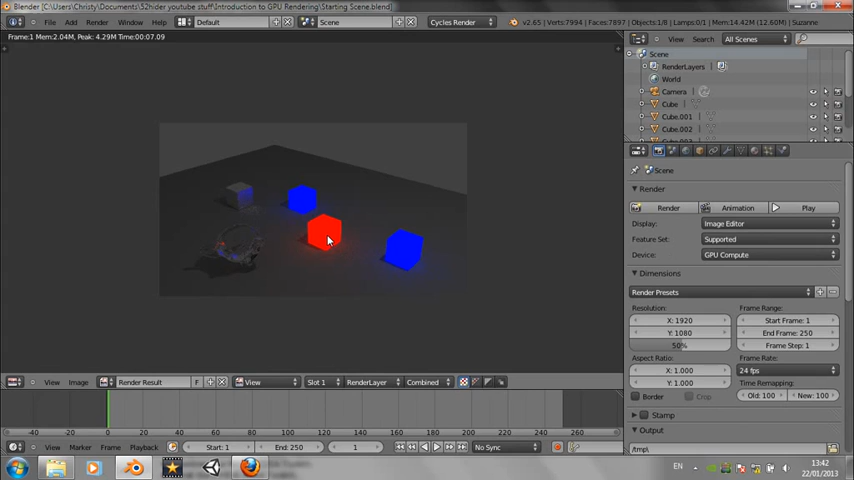 Blender [C:\Users\Christy\Documents\52hider youtube stuff\Introduction to GPU Rendering\Starting Scene.blend]
File Add Render Window Help Default Scene Cycles Render v2.65 | Verts:7994 | Faces:7897 | Objects:1/8 | Lamps:0/1 | Mem:14.42M (12.60M) | Suzanne
Frame:1 Mem:2.04M, Peak: 4.29M Time:00:07.09
View Search All Scenes
Scene
RenderLayers
World
Camera
Cube
Cube.001
Cube.002
Scene
Render
Render Animation Play
Display: Image Editor
Feature Set: Supported
Device: GPU Compute
Dimensions
Render Presets
Resolution: Frame Range:
X: 1920 Start Frame: 1
Y: 1080 End Frame: 250
50% Frame Step: 1
Aspect Ratio: Frame Rate:
X: 1.000 24 fps
Y: 1.000 Time Remapping:
Border Crop Old: 100 New: 100
Stamp
Output
/tmp\
View Image Render Result F View Slot 1 RenderLayer Combined
-40 -20 0 20 40 60 80 100 120 140 160 180 200 220 240 260
View Marker Frame Playback Start: 1 End: 250 1 No Sync
EN 13:42
22/01/2013